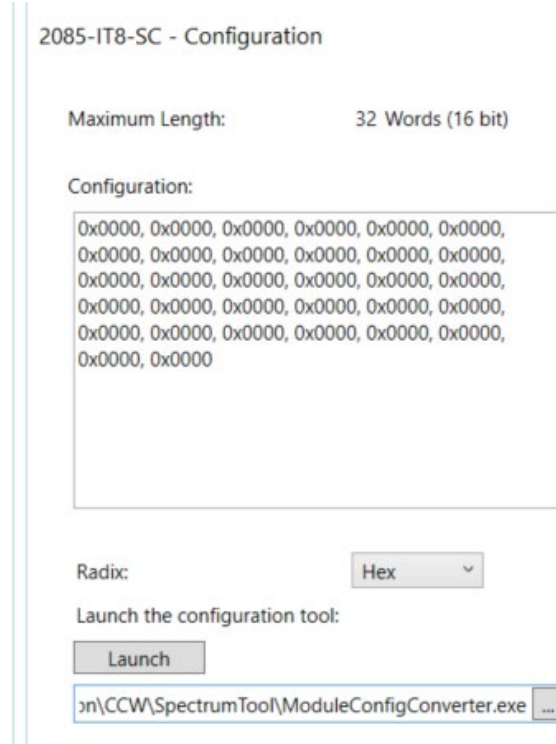 2085-IT8-SC - Configuration
Maximum Length: 32 Words (16 bit)
Configuration:
0x0000, 0x0000, 0x0000, 0x0000, 0x0000, 0x0000,
0x0000, 0x0000, 0x0000, 0x0000, 0x0000, 0x0000,
0x0000, 0x0000, 0x0000, 0x0000, 0x0000, 0x0000,
0x0000, 0x0000, 0x0000, 0x0000, 0x0000, 0x0000,
0x0000, 0x0000, 0x0000, 0x0000, 0x0000, 0x0000,
0x0000, 0x0000
Radix: Hex
Launch the configuration tool:
Launch
on\CCW\SpectrumTool\ModuleConfigConverter.exe ...